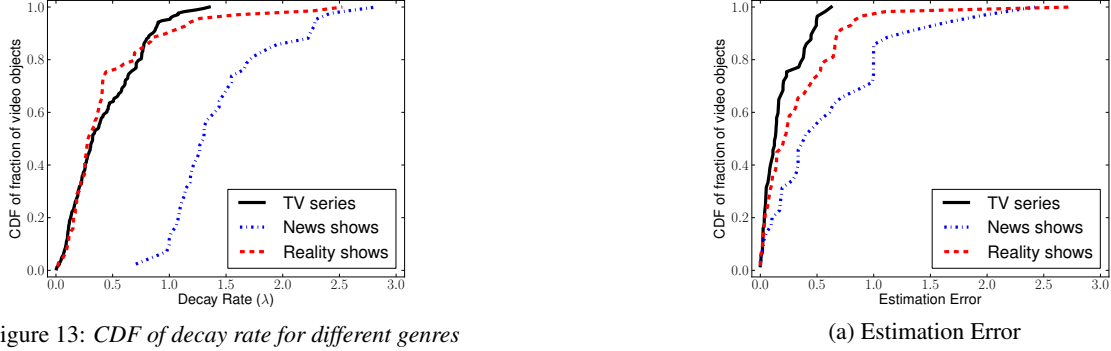 CDF of fraction of video objects
1.0
0.8
0.6
0.4
0.2
0.0
TV series
News shows
Reality shows
0.0 0.5 1.0 1.5 2.0 2.5 3.0
Decay Rate (λ)
igure 13: CDF of decay rate for different genres
CDF of fraction of video objects
1.0
0.8
0.6
0.4
0.2
0.0
TV series
News shows
Reality shows
0.0 0.5 1.0 1.5 2.0 2.5 3.0
Estimation Error
(a) Estimation Error